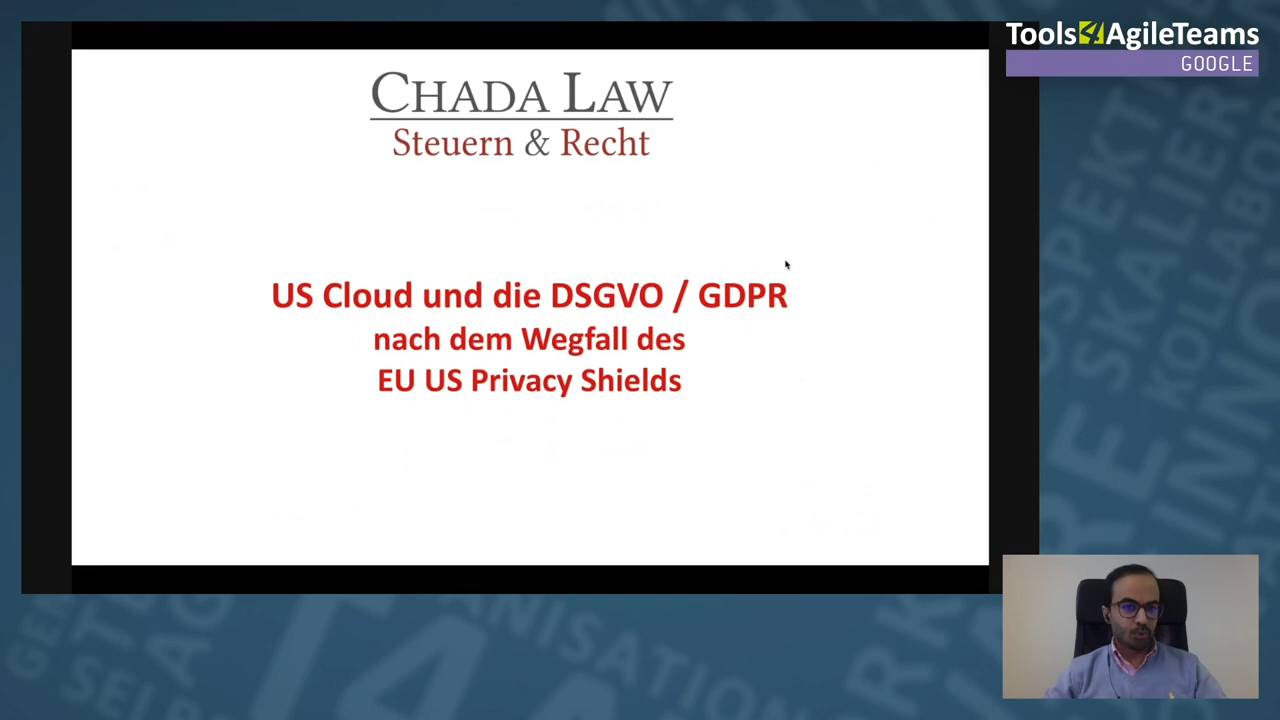 Tools4AgileTeams
GOOGLE
CHADA LAW
Steuern & Recht
US Cloud und die DSGVO / GDPR
nach dem Wegfall des
EU US Privacy Shields